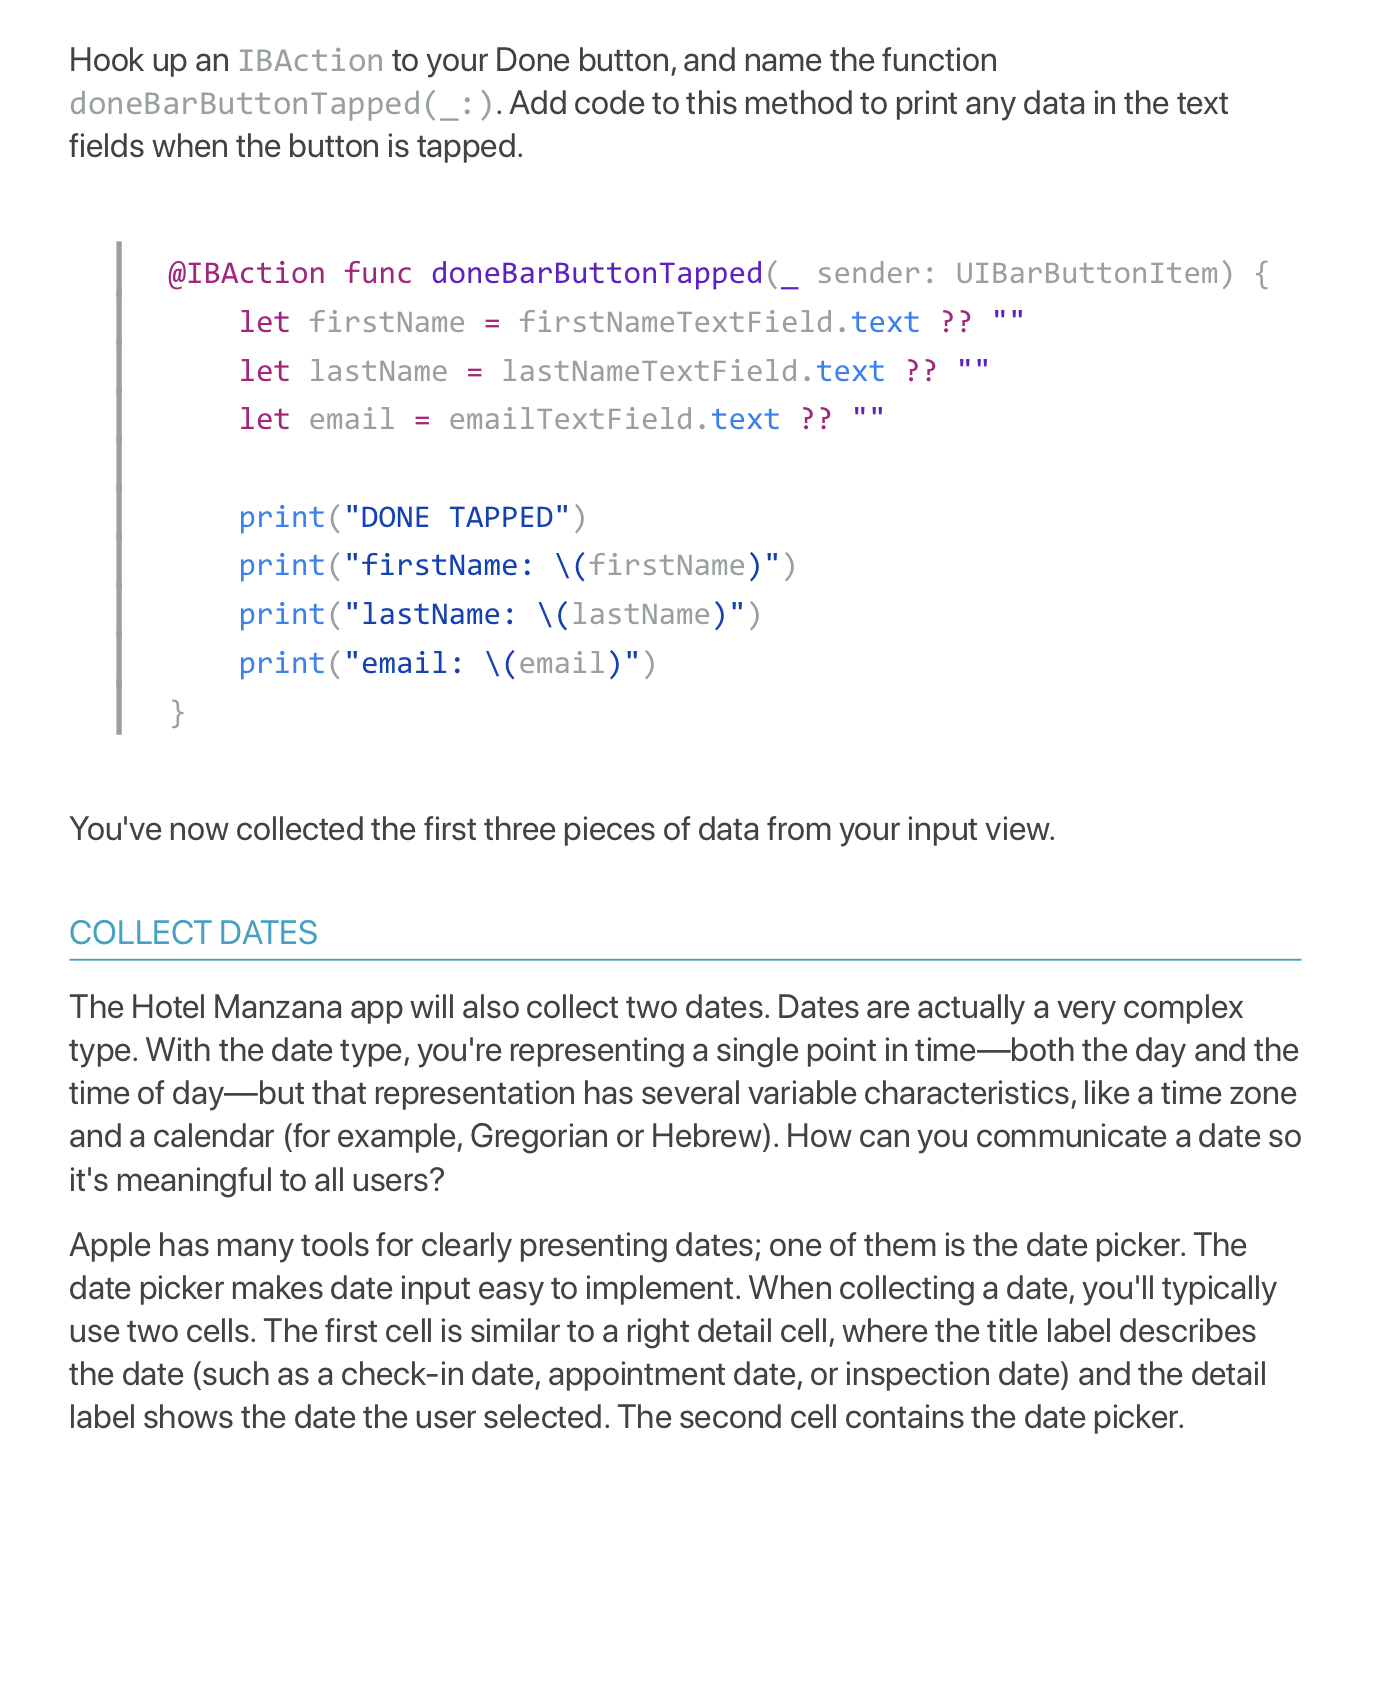 Hook up an IBAction to your Done button, and name the function
doneBarButtonTapped(_:). Add code to this method to print any data in the text
fields when the button is tapped.
@IBAction func doneBarButtonTapped(_ sender: UIBarButtonItem) {
    let firstName = firstNameTextField.text ?? ""
    let lastName = lastNameTextField.text ?? ""
    let email = emailTextField.text ?? ""
    print("DONE TAPPED")
    print("firstName: \(firstName)")
    print("lastName: \(lastName)")
    print("email: \(email)")
}
You've now collected the first three pieces of data from your input view.
COLLECT DATES
The Hotel Manzana app will also collect two dates. Dates are actually a very complex
type. With the date type, you're representing a single point in time—both the day and the
time of day—but that representation has several variable characteristics, like a time zone
and a calendar (for example, Gregorian or Hebrew). How can you communicate a date so
it's meaningful to all users?
Apple has many tools for clearly presenting dates; one of them is the date picker. The
date picker makes date input easy to implement. When collecting a date, you'll typically
use two cells. The first cell is similar to a right detail cell, where the title label describes
the date (such as a check-in date, appointment date, or inspection date) and the detail
label shows the date the user selected. The second cell contains the date picker.